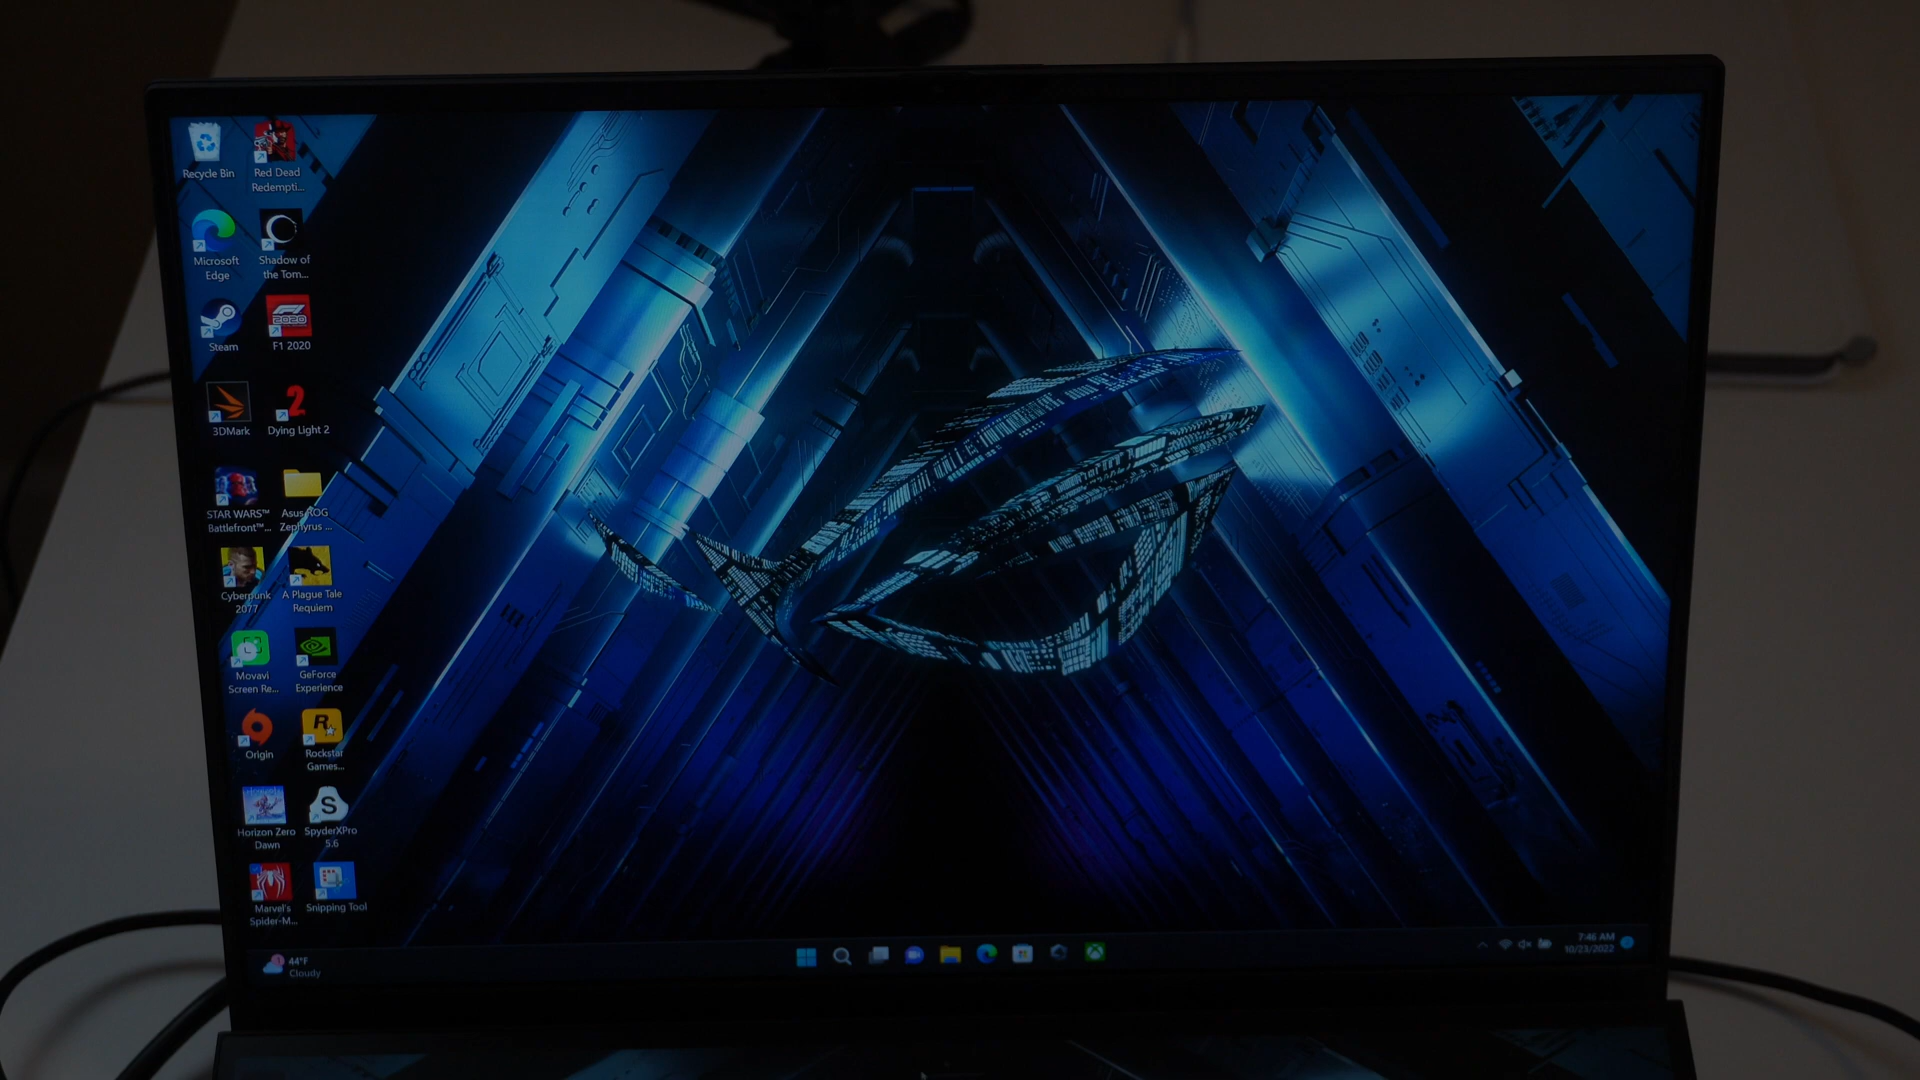 Recycle Bin
Red Dead
Redempti...
Microsoft
Edge
Shadow of
the Tom...
Steam
F1 2020
3DMark
Dying Light 2
STAR WARS™
Battlefront™...
Asus ROG
Zephyrus ...
Cyberpunk
2077
A Plague Tale
Requiem
Movavi
Screen Re...
GeForce
Experience
Origin
Rockstar
Games...
Horizon Zero
Dawn
SpyderXPro
5.6
Marvel's
Spider-M...
Snipping Tool
44°F
Cloudy
7:46 AM
10/23/2022